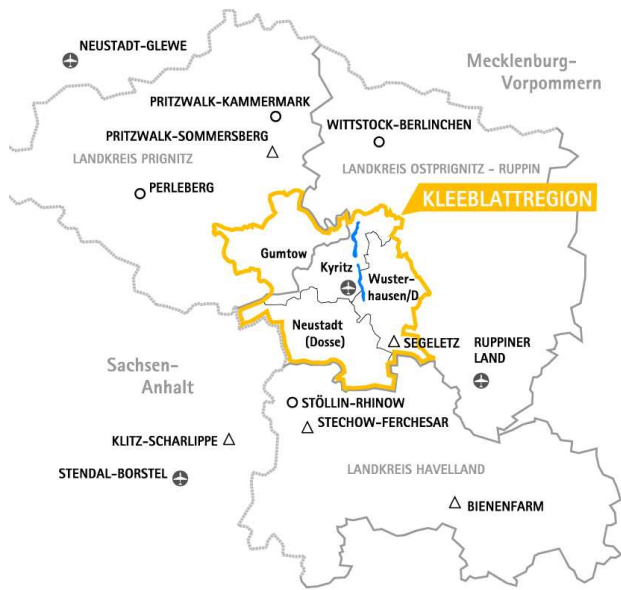 NEUSTADT-GLEWE
Mecklenburg-
Vorpommern
PRITZWALK-KAMMERMARK
WITTSTOCK-BERLINCHEN
PRITZWALK-SOMMERSBERG
LANDKREIS PRIGNITZ
LANDKREIS OSTPRIGNITZ - RUPPIN
PERLEBERG
KLEEBLATTREGION
Gumtow
Kyritz
Wuster-
hausen/D
Neustadt
(Dosse)
SEGELETZ
RUPPINER
LAND
Sachsen-
Anhalt
STÖLLIN-RHINOW
STECHOW-FERCHESAR
KLITZ-SCHARLIPPE
LANDKREIS HAVELLAND
STENDAL-BORSTEL
BIENENFARM